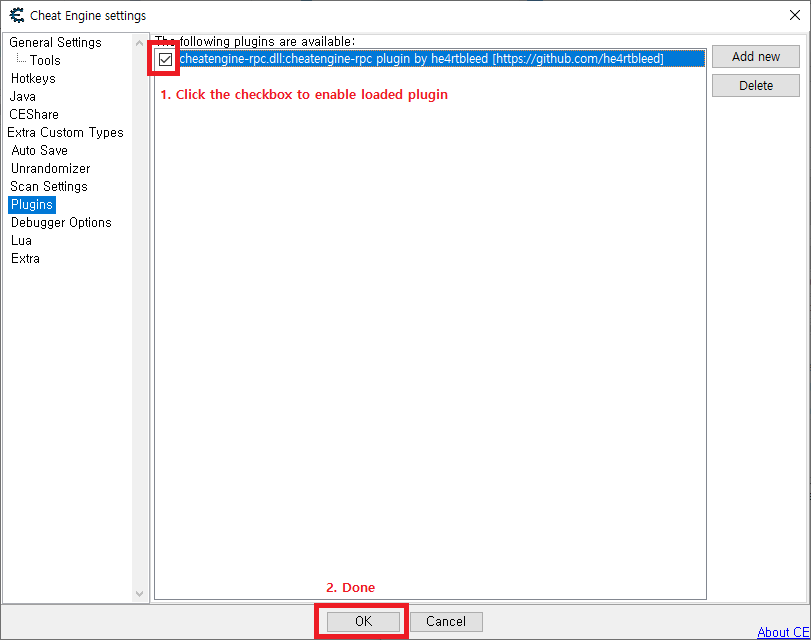 Cheat Engine settings
General Settings
Tools
Hotkeys
Java
CEShare
Extra Custom Types
Auto Save
Unrandomizer
Scan Settings
Plugins
Debugger Options
Lua
Extra
The following plugins are available:
cheatengine-rpc.dll:cheatengine-rpc plugin by he4rtbleed [https://github.com/he4rtbleed]
1. Click the checkbox to enable loaded plugin
Add new
Delete
2. Done
OK
Cancel
About CE